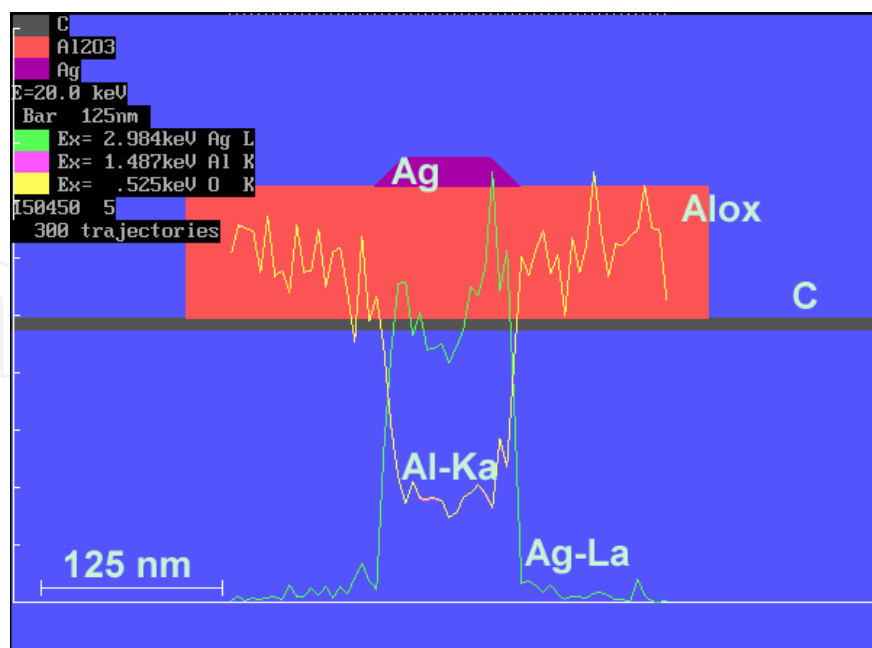 C
Al2O3
Ag
E=20.0 keV
Bar 125nm
Ex= 2.984keV Ag L
Ex= 1.487keV Al K
Ex= .525keV O K
I50450 5
300 trajectories
Ag
Alox
C
Al-Ka
Ag-La
125 nm